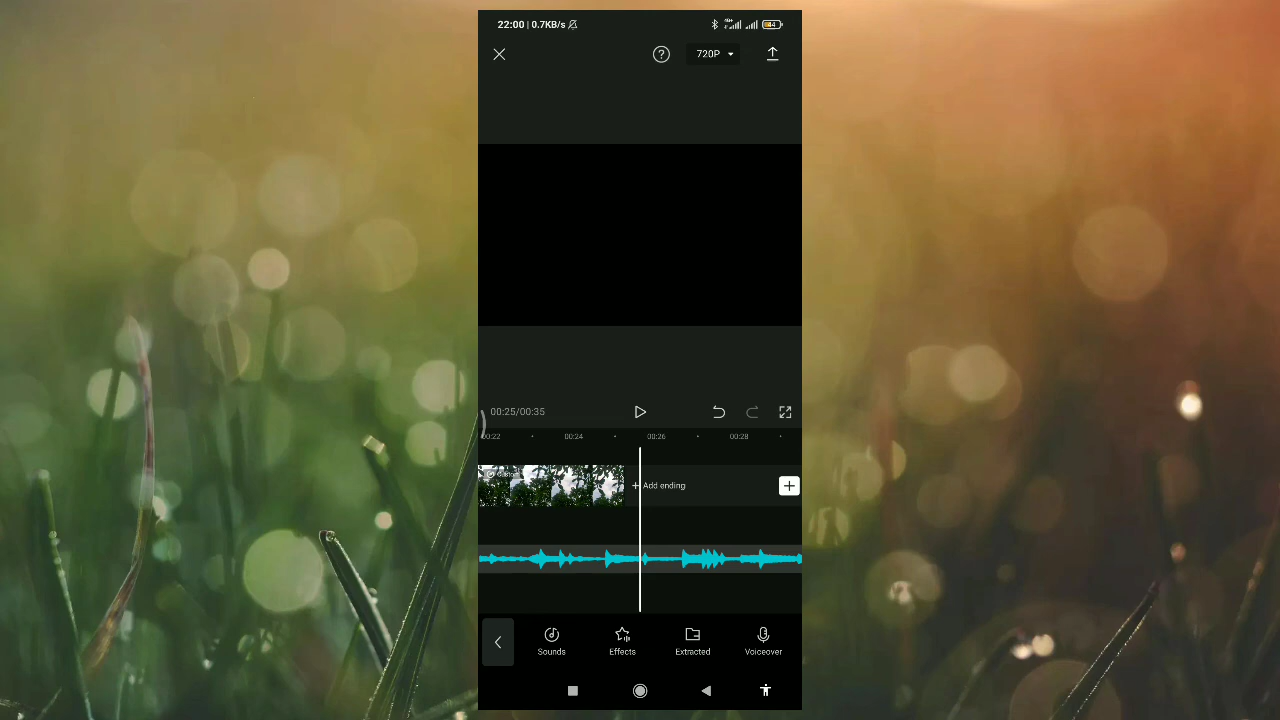 22:00 | 0.7KB/s
44
720P
00:25/00:35
00:22
00:24
00:26
00:28
+ Add ending
Sounds
Effects
Extracted
Voiceover